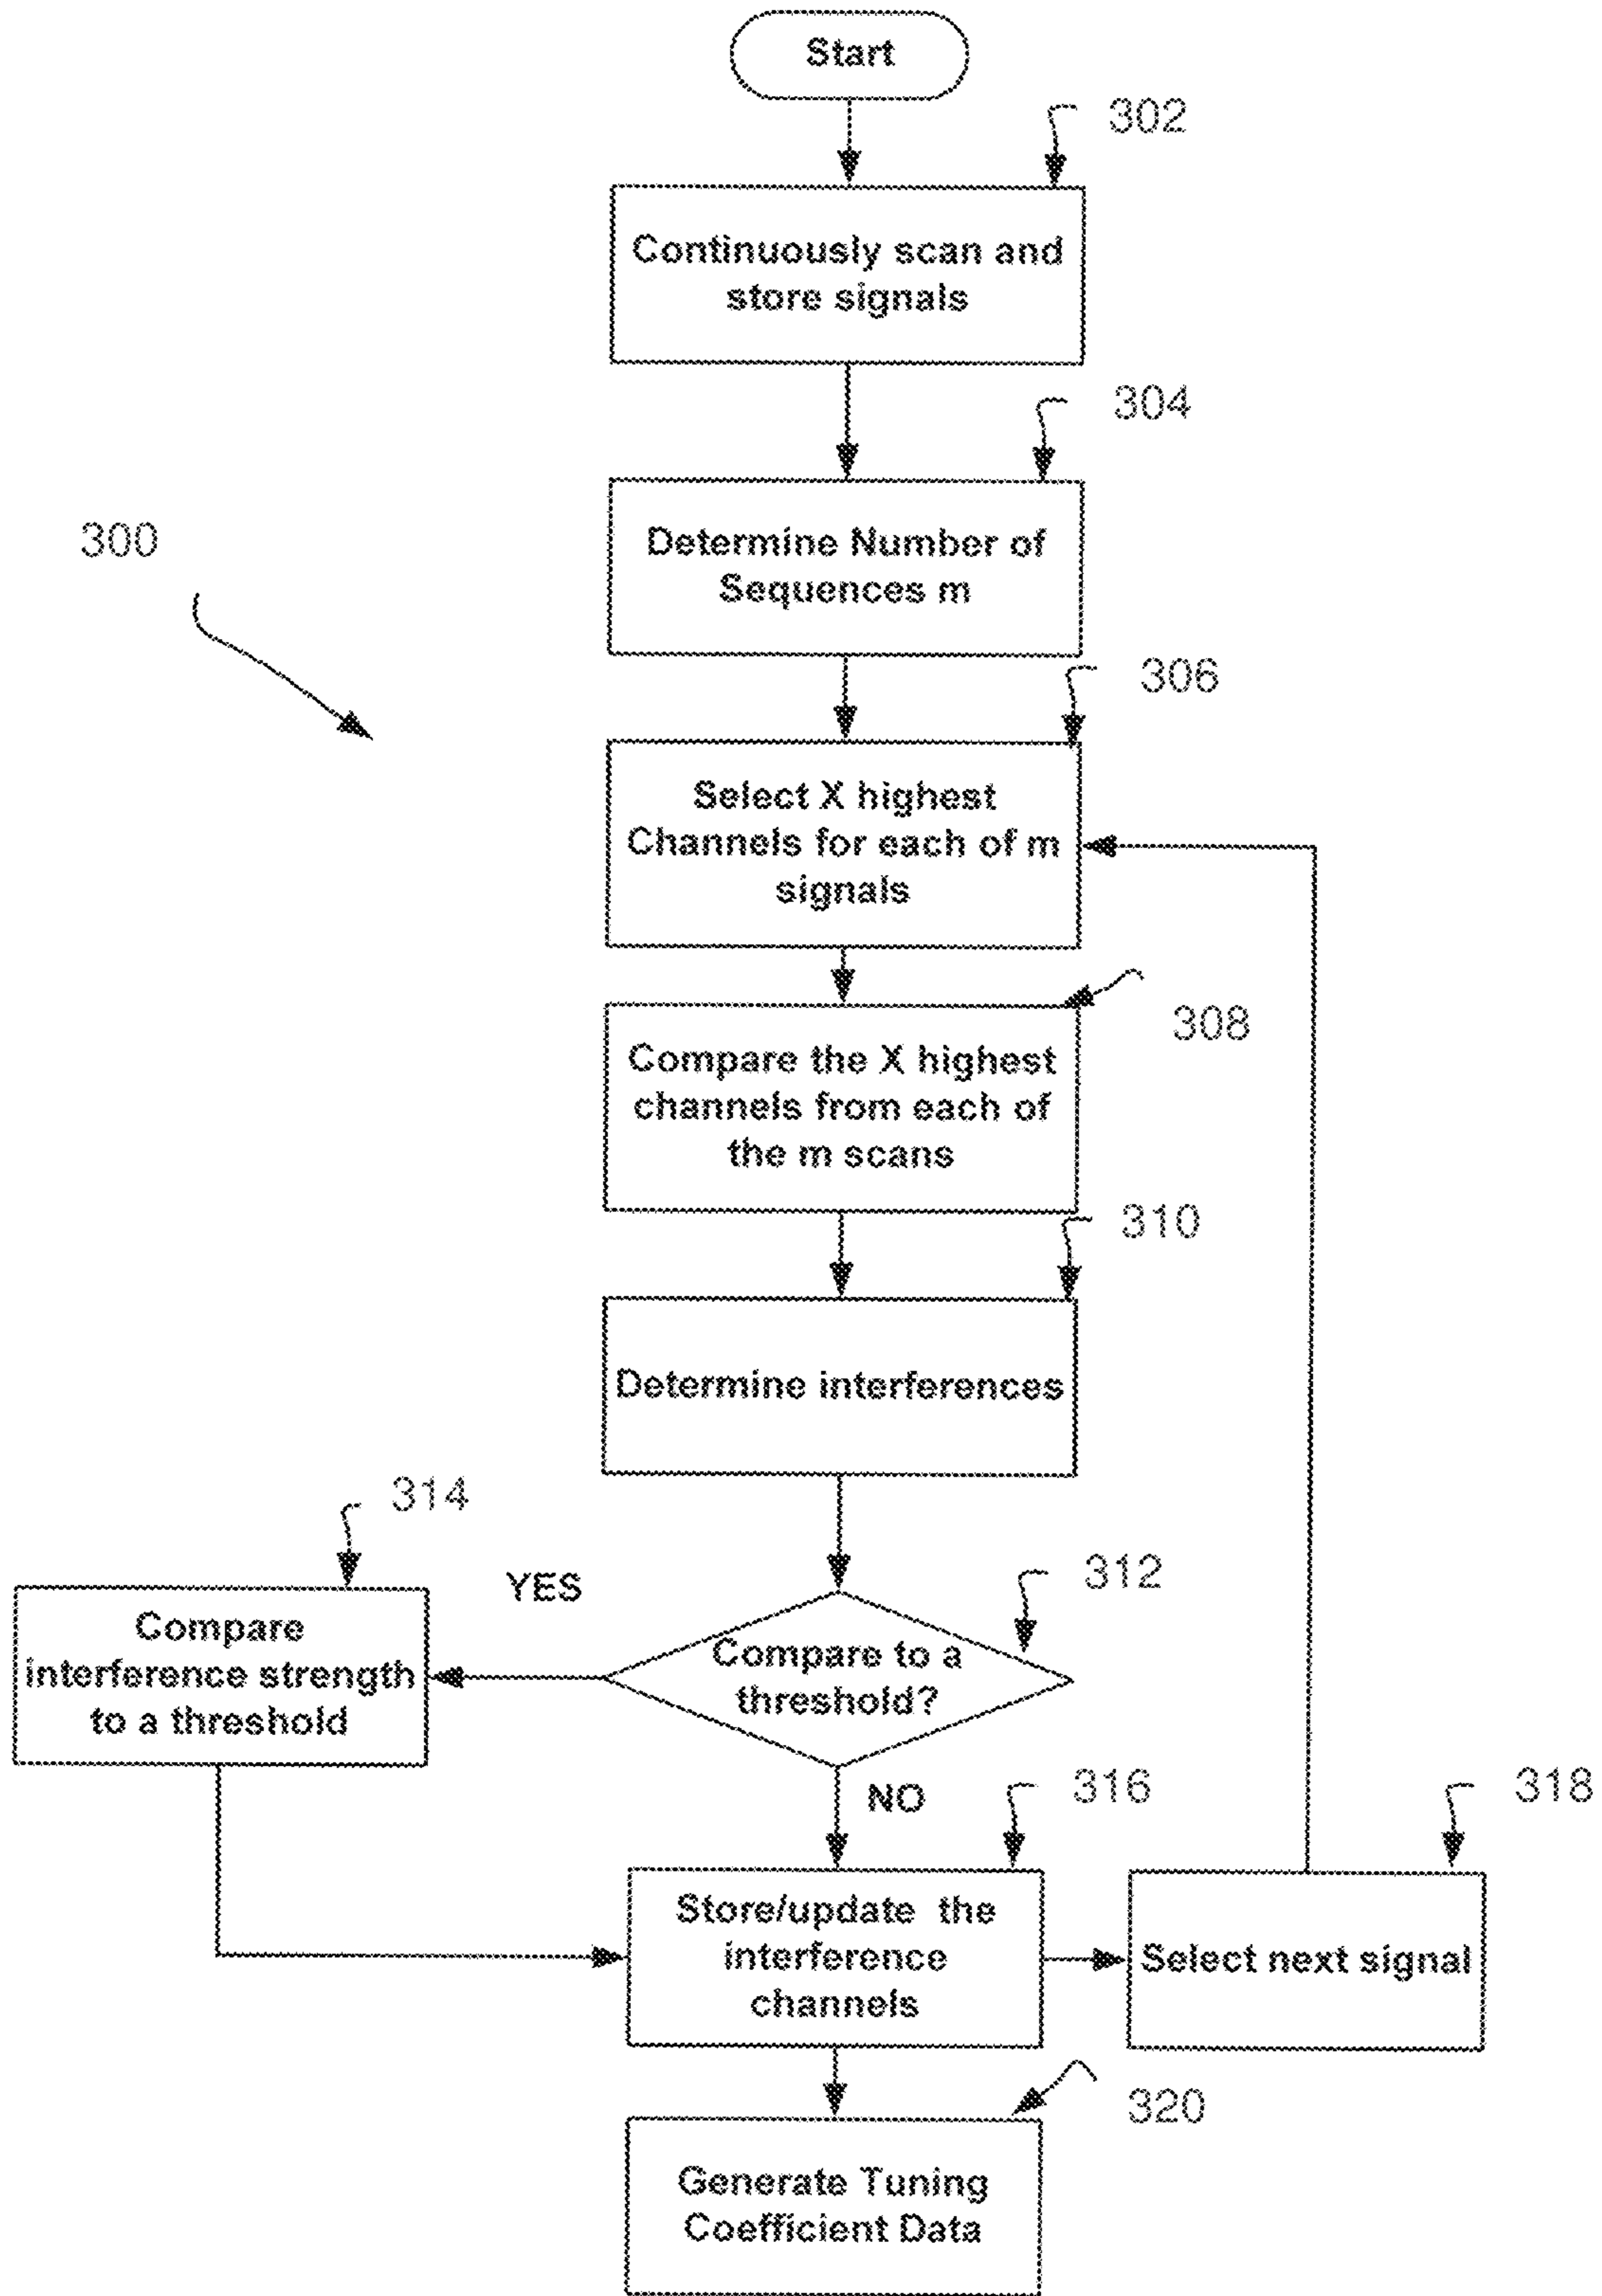 Start
302
Continuously scan and
store signals
304
Determine Number of
Sequences m
300
306
Select X highest
Channels for each of m
signals
308
Compare the X highest
channels from each of
the m scans
310
Determine interferences
314
YES
312
Compare
interference strength
to a threshold
Compare to a
threshold?
NO
316
318
Store/update the
interference
channels
Select next signal
320
Generate Tuning
Coefficient Data